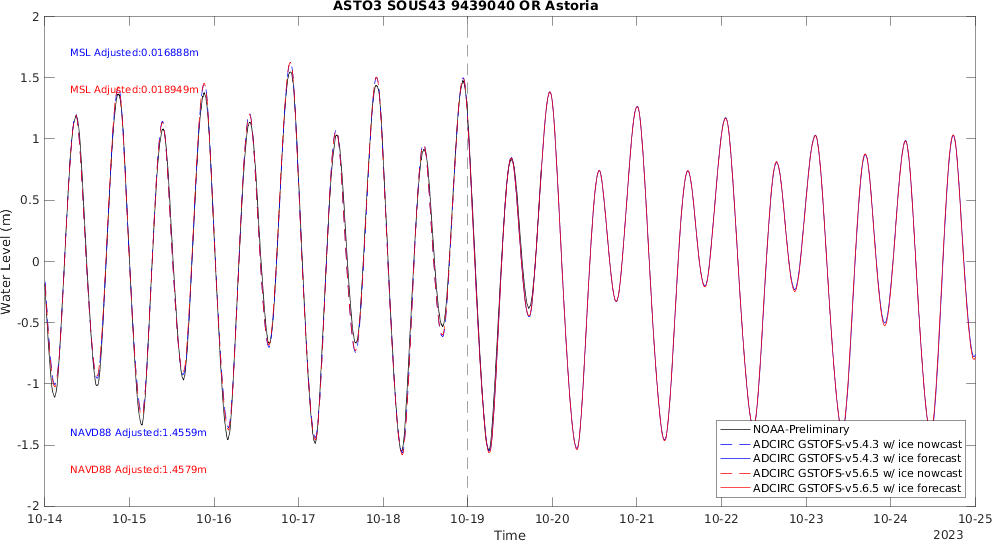 ASTO3 SOUS43 9439040 OR Astoria
2
1.5
1
0.5
0
-0.5
-1
-1.5
-2
Water Level (m)
MSL Adjusted:0.016888m
MSL Adjusted:0.018949m
NAVD88 Adjusted:1.4559m
NAVD88 Adjusted:1.4579m
NOAA-Preliminary
ADCIRC GSTOFS-v5.4.3 w/ ice nowcast
ADCIRC GSTOFS-v5.4.3 w/ ice forecast
ADCIRC GSTOFS-v5.6.5 w/ ice nowcast
ADCIRC GSTOFS-v5.6.5 w/ ice forecast
10-14 10-15 10-16 10-17 10-18 10-19 10-20 10-21 10-22 10-23 10-24 10-25
Time
2023